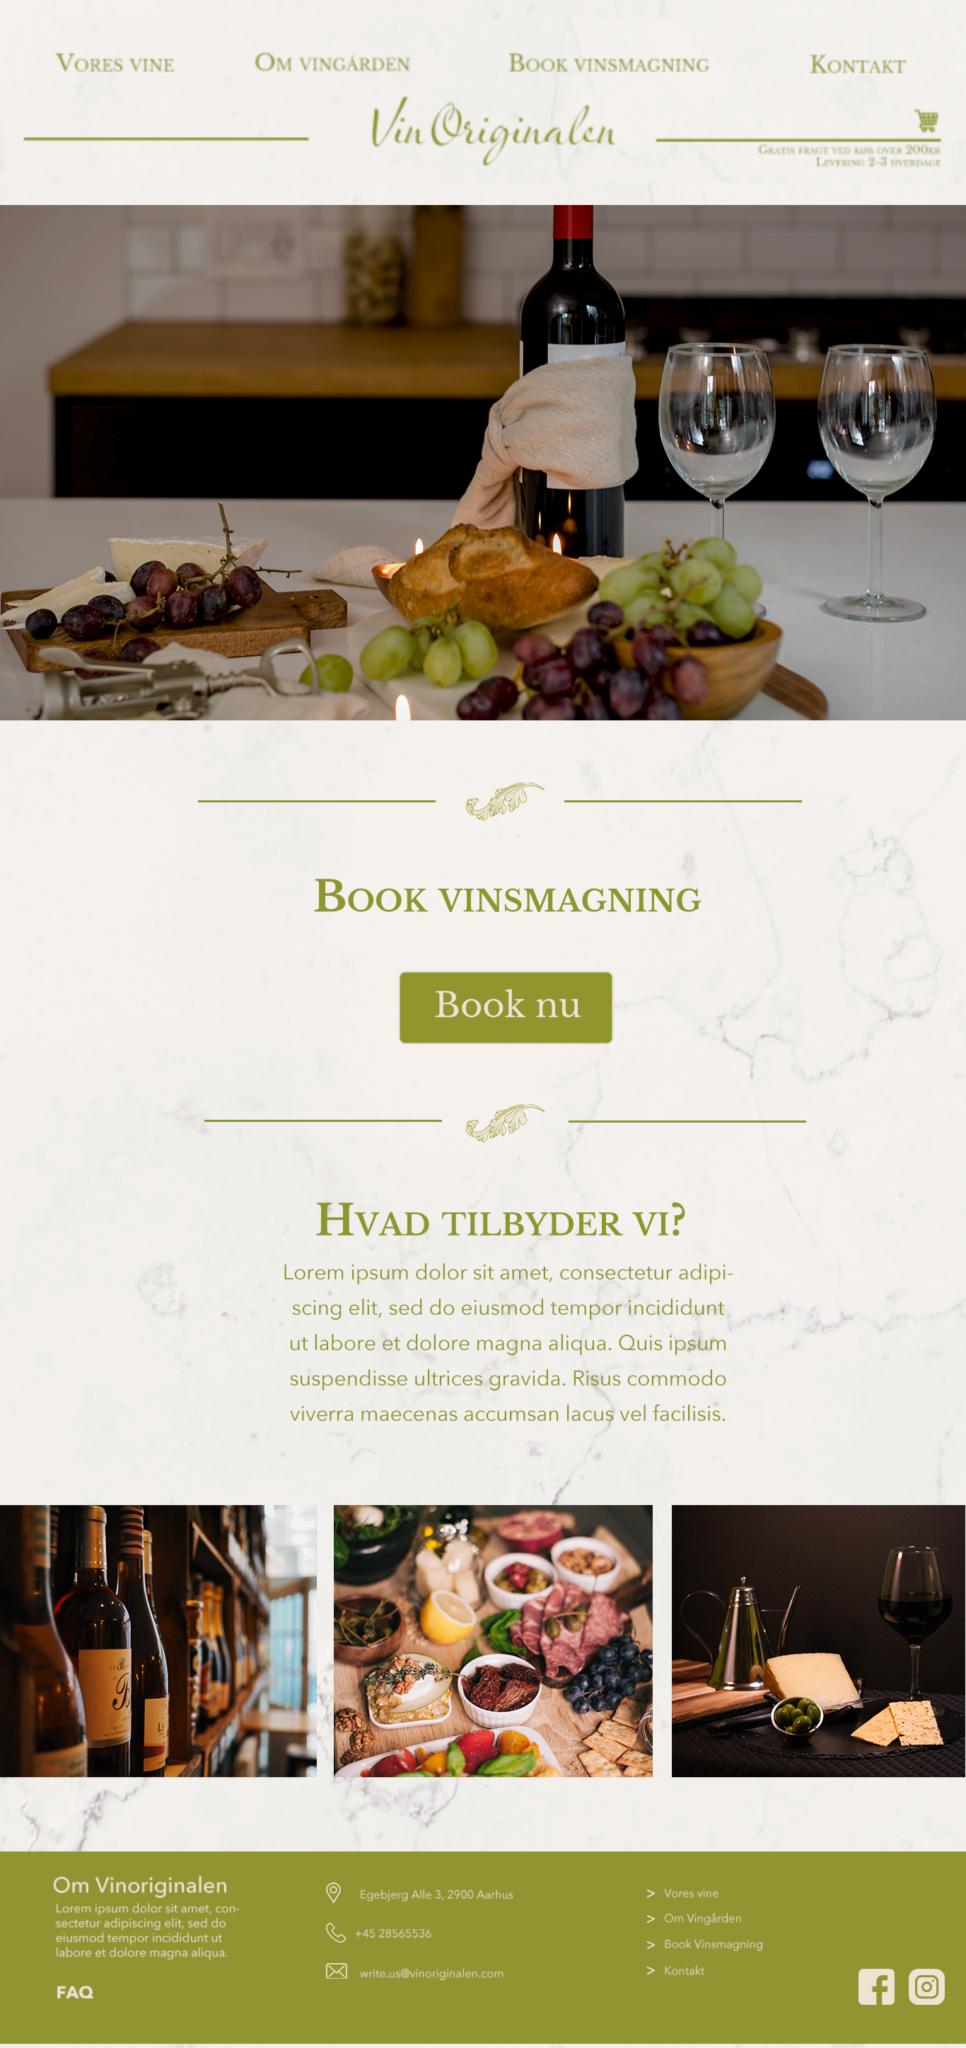 Vores vine
Om vingården
Book vinsmagning
Kontakt
VinOriginalen
Gratis fragt ved køb over 200kr
Levering 2-3 hverdage
Book vinsmagning
Book nu
Hvad tilbyder vi?
Lorem ipsum dolor sit amet, consectetur adipi-
scing elit, sed do eiusmod tempor incididunt
ut labore et dolore magna aliqua. Quis ipsum
suspendisse ultrices gravida. Risus commodo
viverra maecenas accumsan lacus vel facilisis.
Om Vinoriginalen
Lorem ipsum dolor sit amet, con-
sectetur adipiscing elit, sed do
eiusmod tempor incididunt ut
labore et dolore magna aliqua.
FAQ
Egebjerg Alle 3, 2900 Aarhus
+45 28565536
write.us@vinoriginalen.com
> Vores vine
> Om Vingården
> Book Vinsmagning
> Kontakt